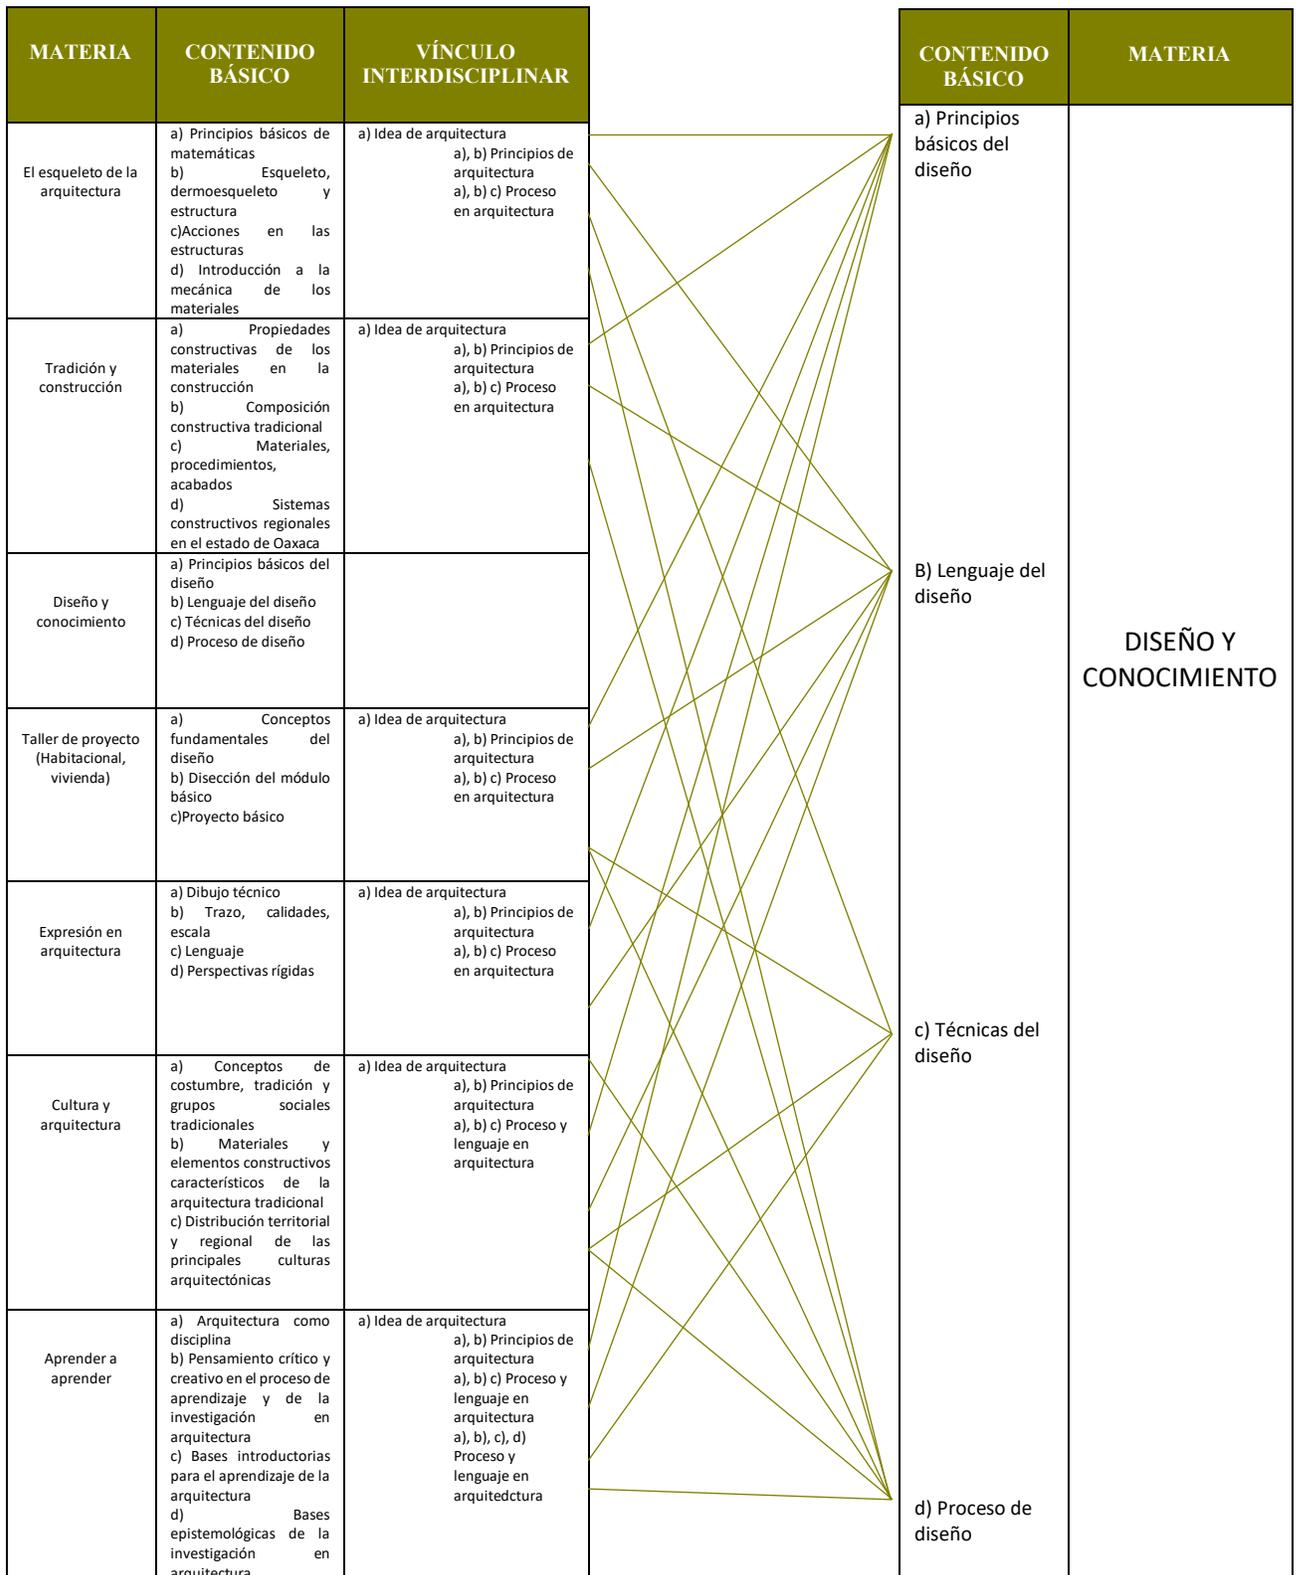 MATERIA
CONTENIDO
BÁSICO
VÍNCULO
INTERDISCIPLINAR
El esqueleto de la
arquitectura
a) Principios básicos de
matemáticas
b) Esqueleto,
dermoesqueleto y
estructura
c)Acciones en las
estructuras
d) Introducción a la
mecánica de los
materiales
a) Idea de arquitectura
a), b) Principios de
arquitectura
a), b) c) Proceso
en arquitectura
Tradición y
construcción
a) Propiedades
constructivas de los
materiales en la
construcción
b) Composición
constructiva tradicional
c) Materiales,
procedimientos,
acabados
d) Sistemas
constructivos regionales
en el estado de Oaxaca
a) Idea de arquitectura
a), b) Principios de
arquitectura
a), b) c) Proceso
en arquitectura
Diseño y
conocimiento
a) Principios básicos del
diseño
b) Lenguaje del diseño
c) Técnicas del diseño
d) Proceso de diseño
Taller de proyecto
(Habitacional,
vivienda)
a) Conceptos
fundamentales del
diseño
b) Disección del módulo
básico
c)Proyecto básico
a) Idea de arquitectura
a), b) Principios de
arquitectura
a), b) c) Proceso
en arquitectura
Expresión en
arquitectura
a) Dibujo técnico
b) Trazo, calidades,
escala
c) Lenguaje
d) Perspectivas rígidas
a) Idea de arquitectura
a), b) Principios de
arquitectura
a), b) c) Proceso
en arquitectura
Cultura y
arquitectura
a) Conceptos de
costumbre, tradición y
grupos sociales
tradicionales
b) Materiales y
elementos constructivos
característicos de la
arquitectura tradicional
c) Distribución territorial
y regional de las
principales culturas
arquitectónicas
a) Idea de arquitectura
a), b) Principios de
arquitectura
a), b) c) Proceso y
lenguaje en
arquitectura
Aprender a
aprender
a) Arquitectura como
disciplina
b) Pensamiento crítico y
creativo en el proceso de
aprendizaje y de la
investigación en
arquitectura
c) Bases introductorias
para el aprendizaje de la
arquitectura
d) Bases
epistemológicas de la
investigación en
arquitectura
a) Idea de arquitectura
a), b) Principios de
arquitectura
a), b) c) Proceso y
lenguaje en
arquitectura
a), b), c), d)
Proceso y
lenguaje en
arquitedctura
CONTENIDO
BÁSICO
MATERIA
a) Principios
básicos del
diseño
B) Lenguaje del
diseño
c) Técnicas del
diseño
d) Proceso de
diseño
DISEÑO Y
CONOCIMIENTO